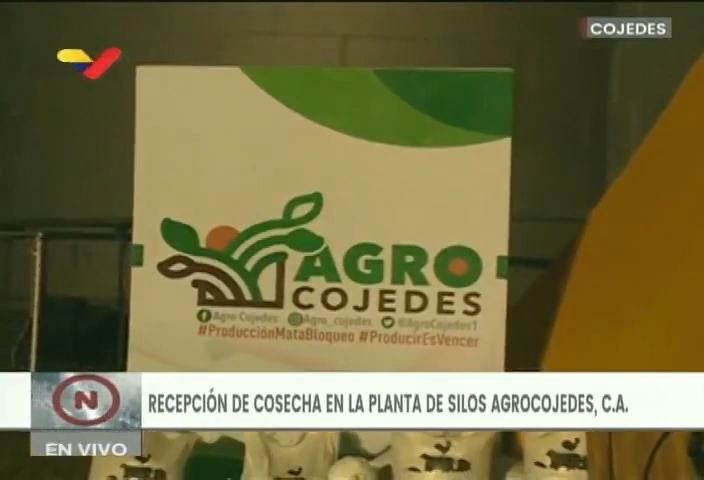 COJEDES
AGRO
COJEDES
Agro Cojedes Agro_cojedes @AgroCojedes1
#ProducciónMataBloqueo #ProducirEsVencer
N
RECEPCIÓN DE COSECHA EN LA PLANTA DE SILOS AGROCOJEDES, C.A.
EN VIVO